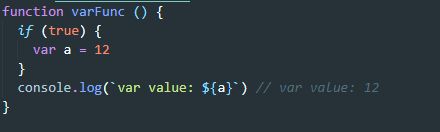 function varFunc () {
if (true) {
var a = 12
}
console.log(`var value: ${a}`) // var value: 12
}